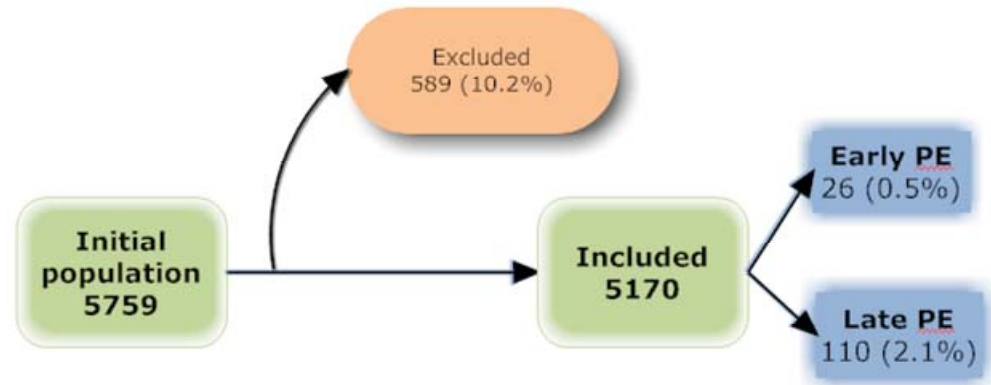 Excluded
589 (10.2%)
Initial
population
5759
Included
5170
Early PE
26 (0.5%)
Late PE
110 (2.1%)